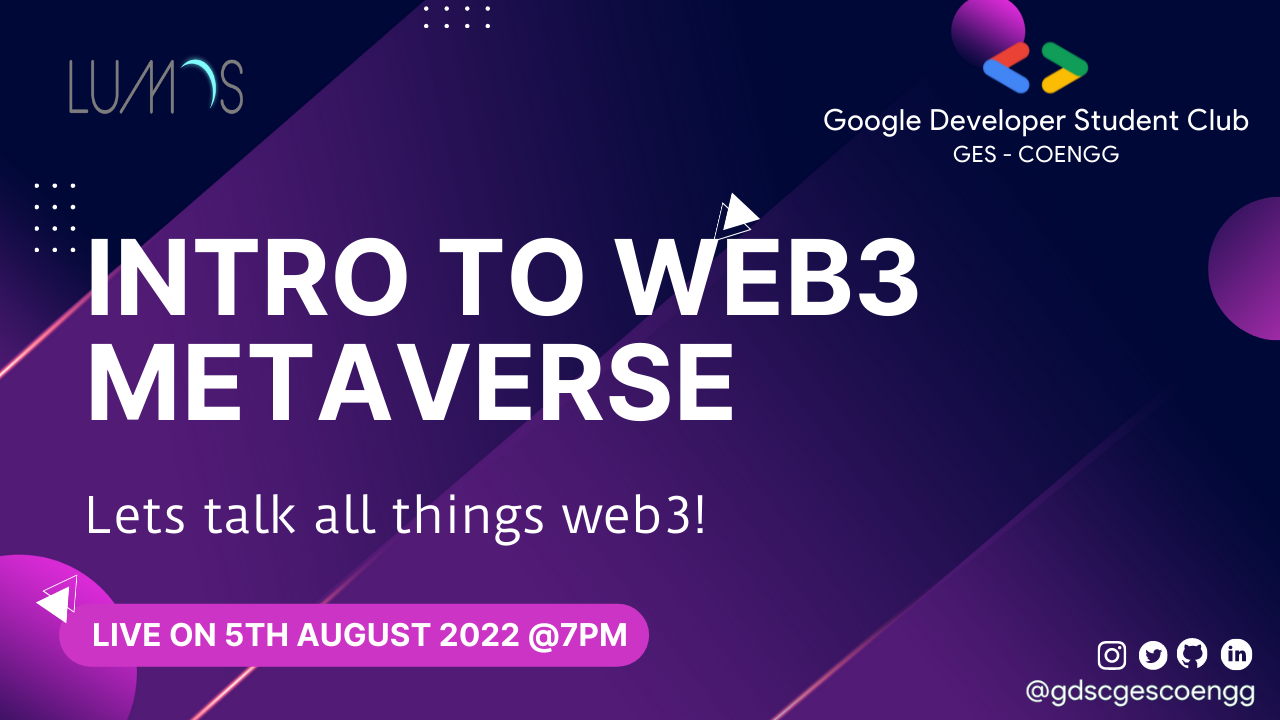 LUMOS
Google Developer Student Club
GES - COENGG
INTRO TO WEB3
METAVERSE
Lets talk all things web3!
LIVE ON 5TH AUGUST 2022 @7PM
in
@gdscgescoengg